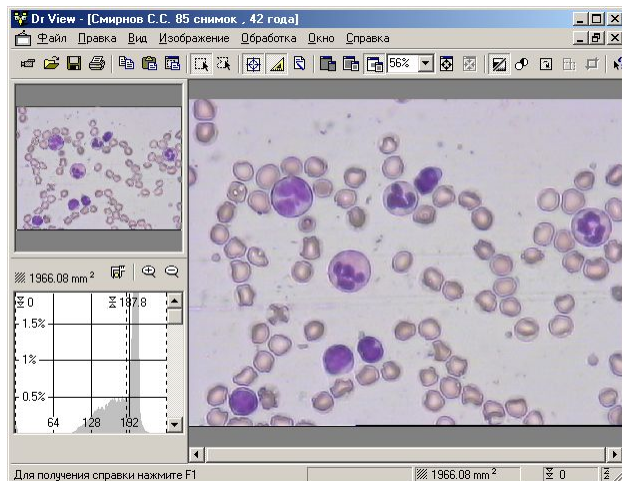 Dr View - [Смирнов С.С. 85 снимок , 42 года]
Файл Правка Вид Изображение Обработка Окно Справка
56%
1966.08 mm²
0 187.8
1.5%
1%
0.5%
64 128 192
Для получения справки нажмите F1 1966.08 mm² 0